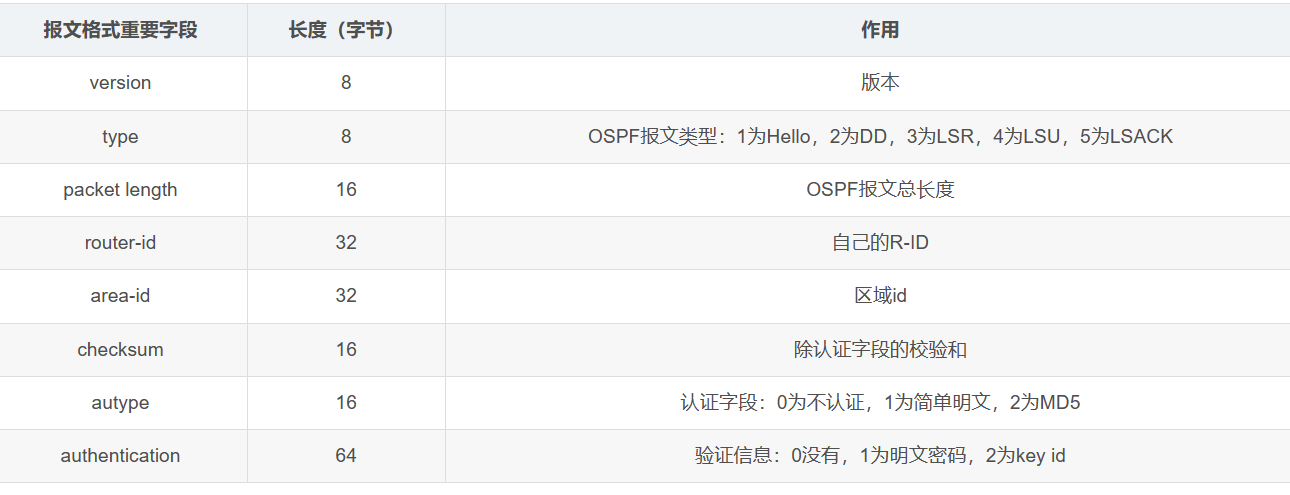 报文格式重要字段 长度（字节） 作用
version 8 版本
type 8 OSPF报文类型：1为Hello，2为DD，3为LSR，4为LSU，5为LSACK
packet length 16 OSPF报文总长度
router-id 32 自己的R-ID
area-id 32 区域id
checksum 16 除认证字段的校验和
autype 16 认证字段：0为不认证，1为简单明文，2为MD5
authentication 64 验证信息：0没有，1为明文密码，2为key id